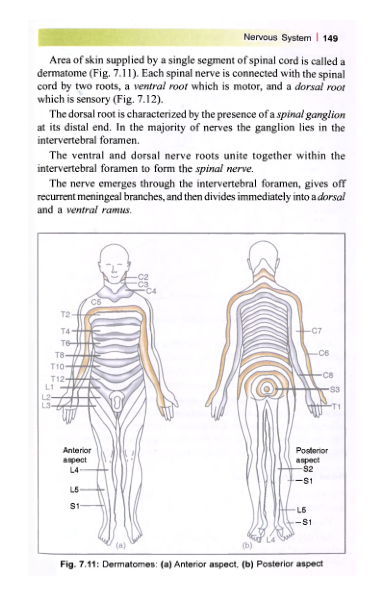 Nervous System | 149
Area of skin supplied by a single segment of spinal cord is called a
dermatome (Fig. 7.11). Each spinal nerve is connected with the spinal
cord by two roots, a ventral root which is motor, and a dorsal root
which is sensory (Fig. 7.12).
The dorsal root is characterized by the presence of a spinal ganglion
at its distal end. In the majority of nerves the ganglion lies in the
intervertebral foramen.
The ventral and dorsal nerve roots unite together within the
intervertebral foramen to form the spinal nerve.
The nerve emerges through the intervertebral foramen, gives off
recurrent meningeal branches, and then divides immediately into a dorsal
and a ventral ramus.
C2
C3
C4
C5
T2
T4
T6
T8
T10
T12
L1
L2
L3
Anterior
aspect
L4
L5
S1
(a)
C7
C6
C8
S3
T1
Posterior
aspect
S2
S1
L5
S1
L4
(b)
Fig. 7.11: Dermatomes: (a) Anterior aspect, (b) Posterior aspect